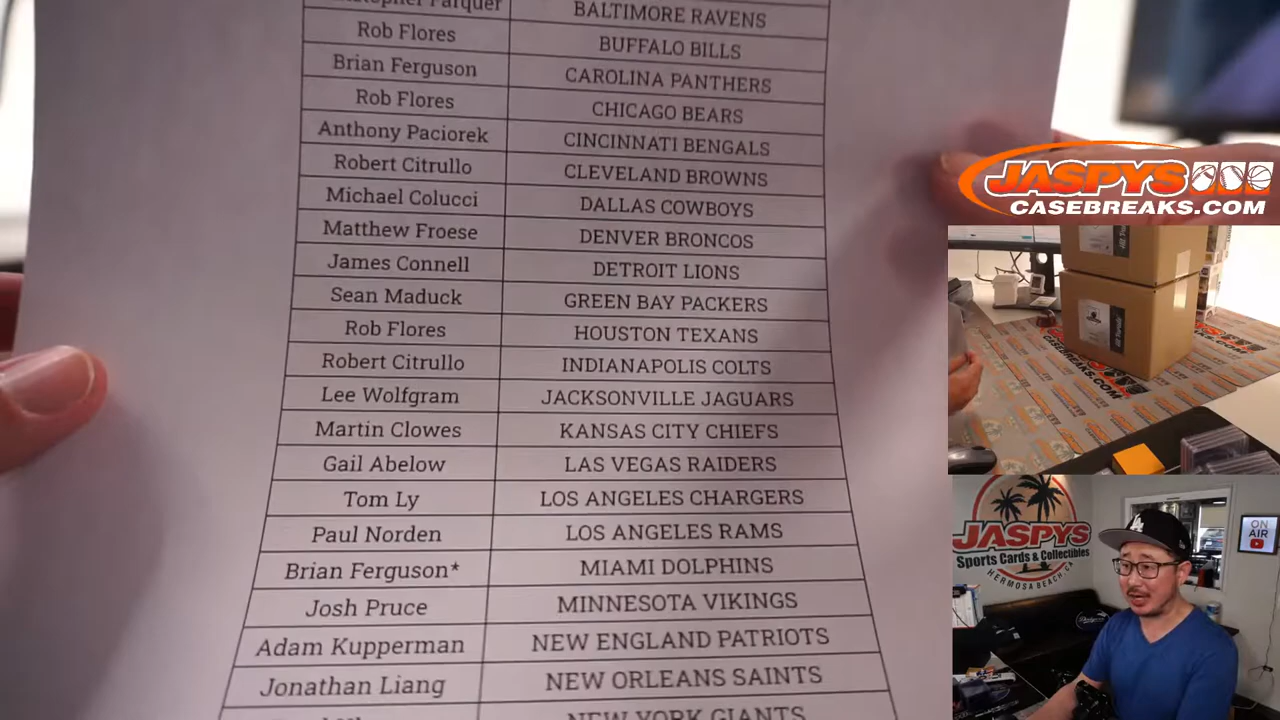 Parquer BALTIMORE RAVENS
Rob Flores BUFFALO BILLS
Brian Ferguson CAROLINA PANTHERS
Rob Flores CHICAGO BEARS
Anthony Paciorek CINCINNATI BENGALS
Robert Citrullo CLEVELAND BROWNS
Michael Colucci DALLAS COWBOYS
Matthew Froese DENVER BRONCOS
James Connell DETROIT LIONS
Sean Maduck GREEN BAY PACKERS
Rob Flores HOUSTON TEXANS
Robert Citrullo INDIANAPOLIS COLTS
Lee Wolfgram JACKSONVILLE JAGUARS
Martin Clowes KANSAS CITY CHIEFS
Gail Abelow LAS VEGAS RAIDERS
Tom Ly LOS ANGELES CHARGERS
Paul Norden LOS ANGELES RAMS
Brian Ferguson* MIAMI DOLPHINS
Josh Pruce MINNESOTA VIKINGS
Adam Kupperman NEW ENGLAND PATRIOTS
Jonathan Liang NEW ORLEANS SAINTS
NEW YORK GIANTS
JASPYS
CASEBREAKS.COM
JASPYS
Sports Cards & Collectibles
HERMOSA BEACH, CA
ON
AIR
LA